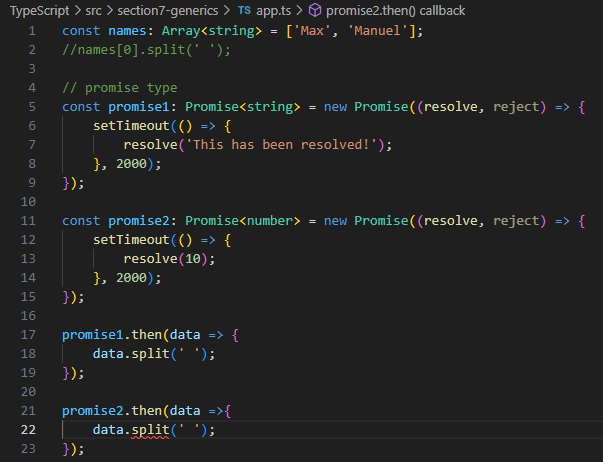 TypeScript > src > section7-generics > TS app.ts > promise2.then() callback
1 const names: Array<string> = ['Max', 'Manuel'];
2 //names[0].split(' ');
3
4 // promise type
5 const promise1: Promise<string> = new Promise((resolve, reject) => {
6     setTimeout(() => {
7         resolve('This has been resolved!');
8     }, 2000);
9 });
10
11 const promise2: Promise<number> = new Promise((resolve, reject) => {
12     setTimeout(() => {
13         resolve(10);
14     }, 2000);
15 });
16
17 promise1.then(data => {
18     data.split(' ');
19 });
20
21 promise2.then(data =>{
22     data.split(' ');
23 });